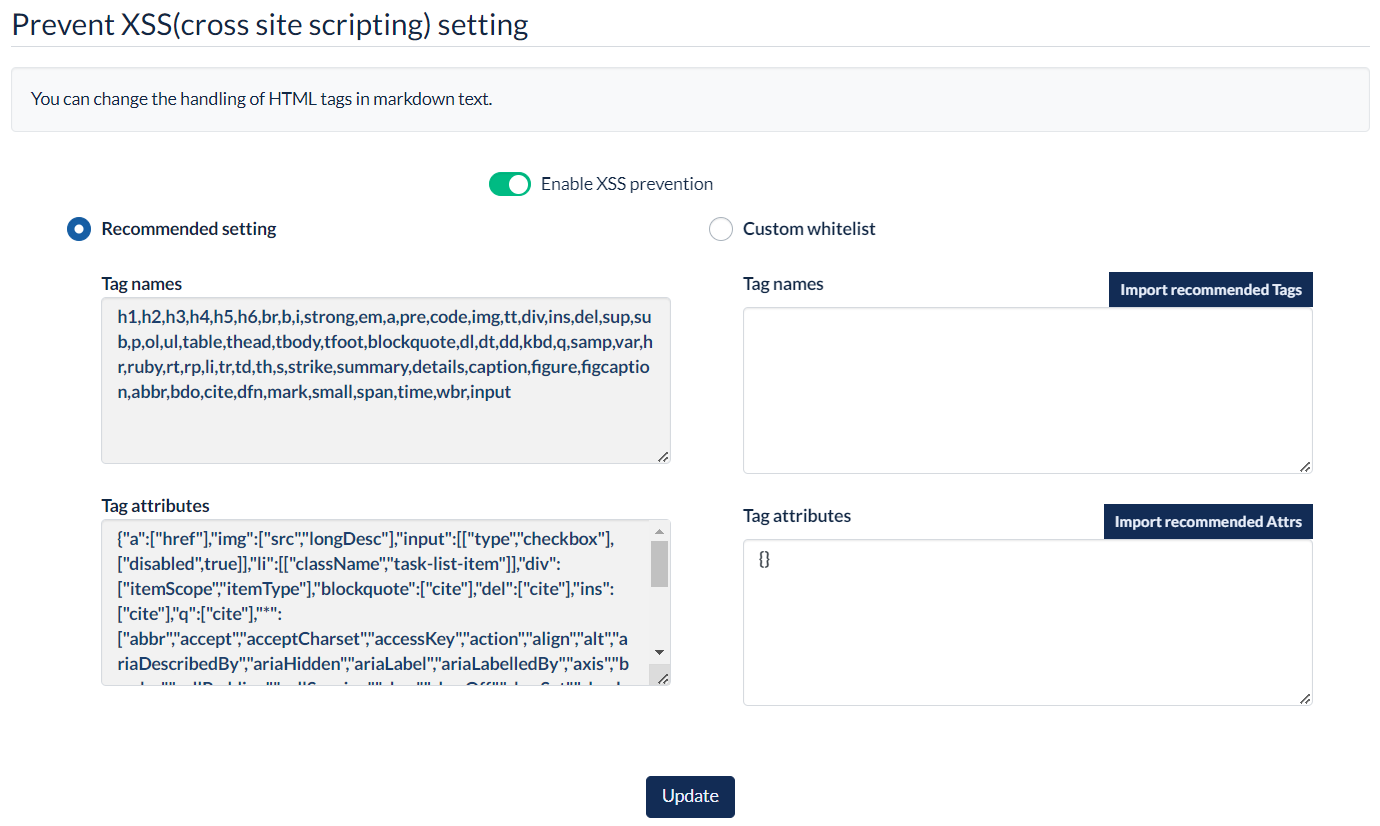 Prevent XSS(cross site scripting) setting
You can change the handling of HTML tags in markdown text.
Enable XSS prevention
Recommended setting
Tag names
h1,h2,h3,h4,h5,h6,br,b,i,strong,em,a,pre,code,img,tt,div,ins,del,sup,su
b,p,ol,ul,table,thead,tbody,tfoot,blockquote,dl,dt,dd,kbd,q,samp,var,h
r,ruby,rt,rp,li,tr,td,th,s,strike,summary,details,caption,figure,figcaptio
n,abbr,bdo,cite,dfn,mark,small,span,time,wbr,input
Tag attributes
{"a":["href"],"img":["src","longDesc"],"input":[["type","checkbox"],
["disabled",true]],"li":[["className","task-list-item"]],"div":
["itemScope","itemType"],"blockquote":["cite"],"del":["cite"],"ins":
["cite"],"q":["cite"],"*":
["abbr","accept","acceptCharset","accessKey","action","align","alt","a
riaDescribedBy","ariaHidden","ariaLabel","ariaLabelledBy","axis","b
Custom whitelist
Tag names
Import recommended Tags
Tag attributes
Import recommended Attrs
{}
Update